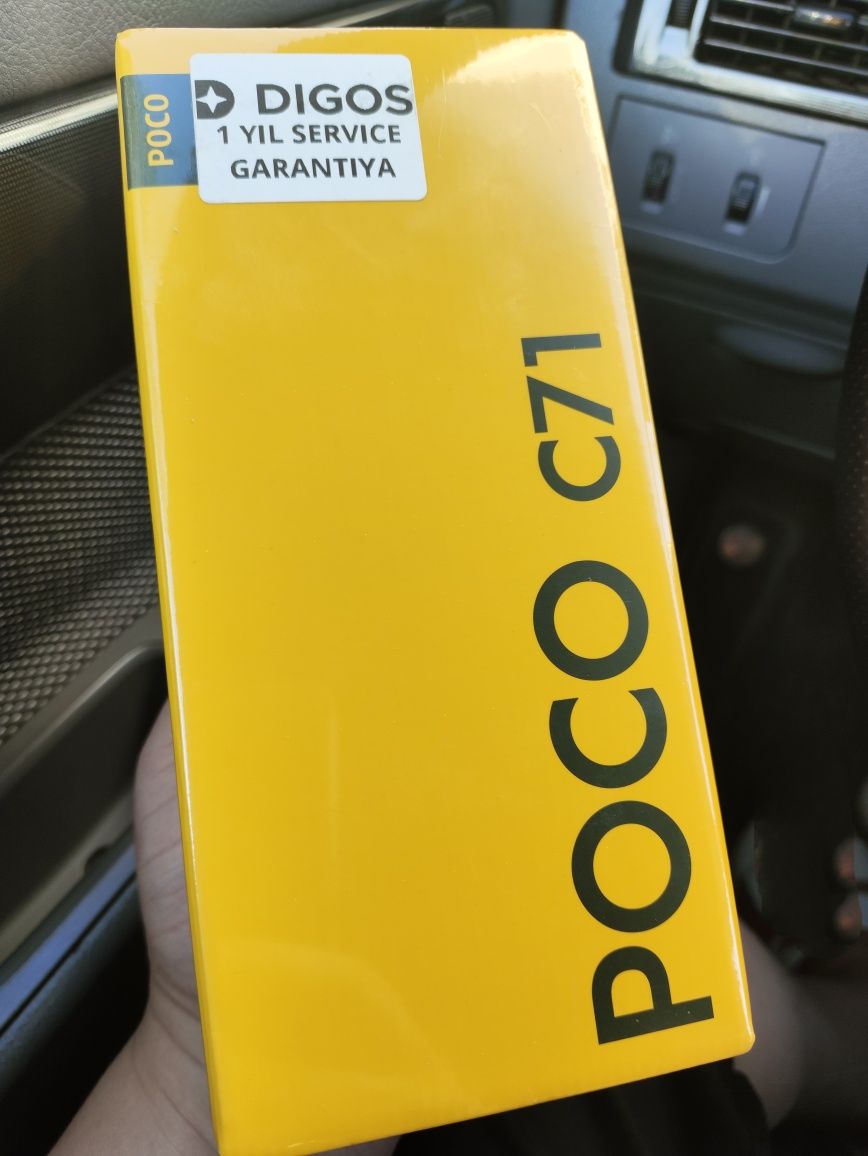 POCO
DIGOS
1 YIL SERVICE
GARANTIYA
POCO C71